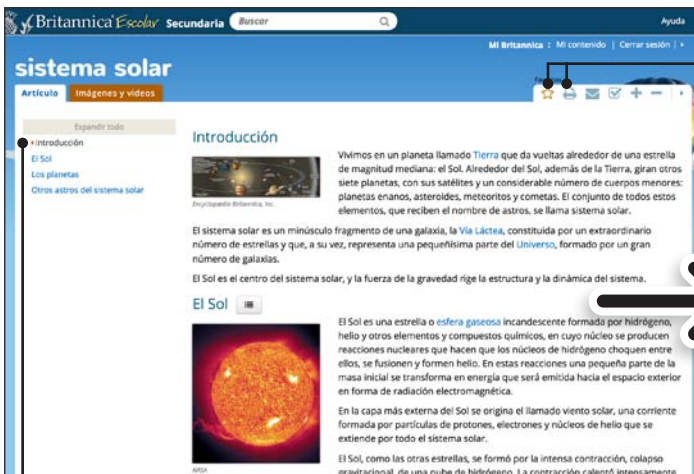 Britannica Escolar Secundaria Buscar Ayuda
Mi Britannica : Mi contenido | Cerrar sesión |
sistema solar
Artículo Imágenes y videos
Expandir todo
Introducción
El Sol
Los planetas
Otros astros del sistema solar
Introducción
Encyclopædia Britannica, Inc.
Vivimos en un planeta llamado Tierra que da vueltas alrededor de una estrella
de magnitud mediana: el Sol. Alrededor del Sol, además de la Tierra, giran otros
siete planetas, con sus satélites y un considerable número de cuerpos menores:
planetas enanos, asteroides, meteoritos y cometas. El conjunto de todos estos
elementos, que reciben el nombre de astros, se llama sistema solar.
El sistema solar es un minúsculo fragmento de una galaxia, la Vía Láctea, constituida por un extraordinario
número de estrellas y que, a su vez, representa una pequeñísima parte del Universo, formado por un gran
número de galaxias.
El Sol es el centro del sistema solar, y la fuerza de la gravedad rige la estructura y la dinámica del sistema.
El Sol
NASA
El Sol es una estrella o esfera gaseosa incandescente formada por hidrógeno,
helio y otros elementos y compuestos químicos, en cuyo núcleo se producen
reacciones nucleares que hacen que los núcleos de hidrógeno choquen entre
ellos, se fusionen y formen helio. En estas reacciones una pequeña parte de la
masa inicial se transforma en energía que será emitida hacia el espacio exterior
en forma de radiación electromagnética.
En la capa más externa del Sol se origina el llamado viento solar, una corriente
formada por partículas de protones, electrones y núcleos de helio que se
extiende por todo el sistema solar.
El Sol, como las otras estrellas, se formó por la intensa contracción, colapso
gravitacional, de una nube de hidrógeno. La contracción calentó intensamente